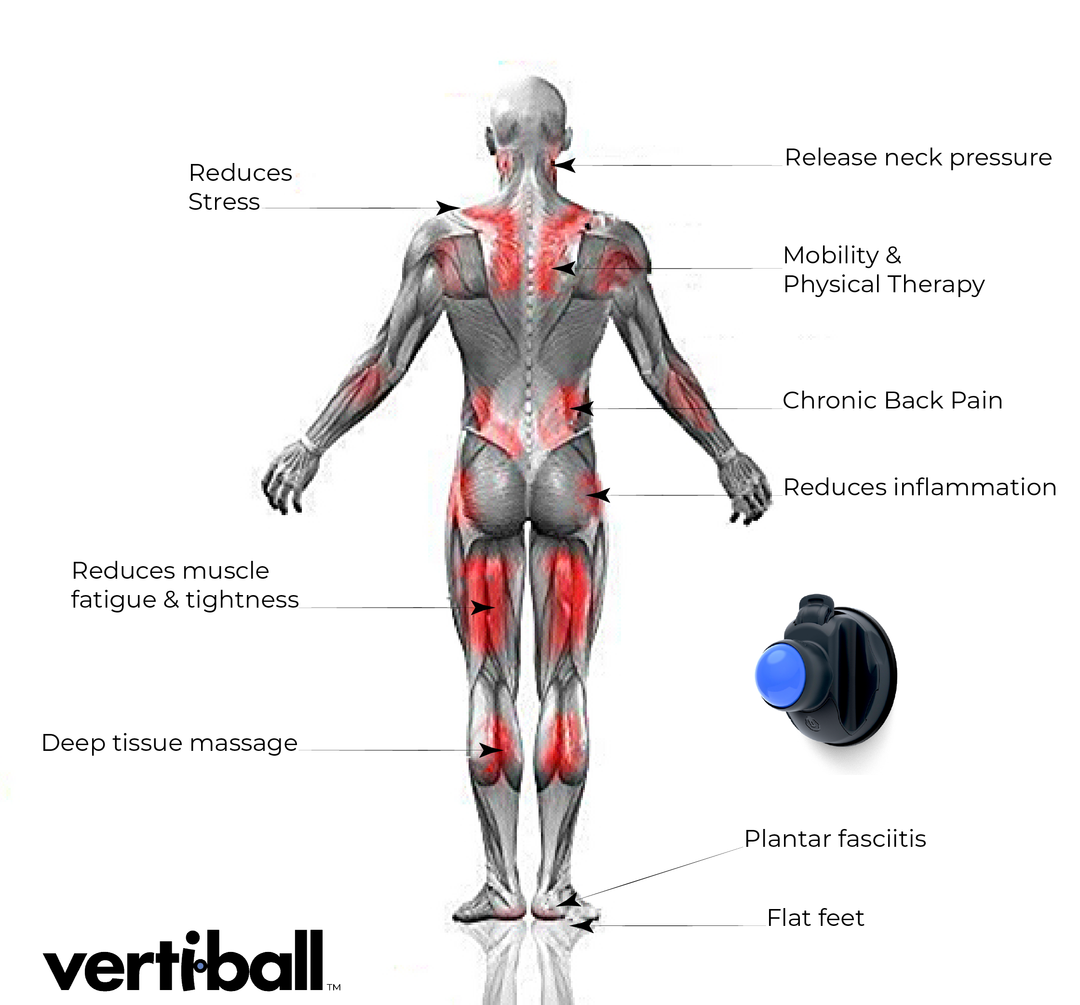 Release neck pressure
Reduces
Stress
Mobility &
Physical Therapy
Chronic Back Pain
Reduces inflammation
Reduces muscle
fatigue & tightness
Deep tissue massage
Plantar fasciitis
Flat feet
vertiball™